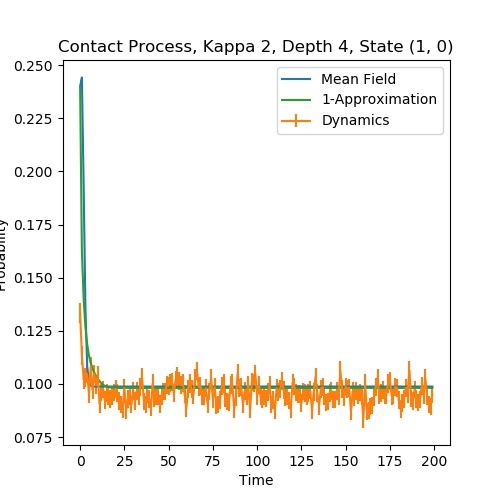 Contact Process, Kappa 2, Depth 4, State (1, 0)
Mean Field
1-Approximation
Dynamics
0.250
0.225
0.200
0.175
0.150
0.125
0.100
0.075
Probability
0 25 50 75 100 125 150 175 200
Time